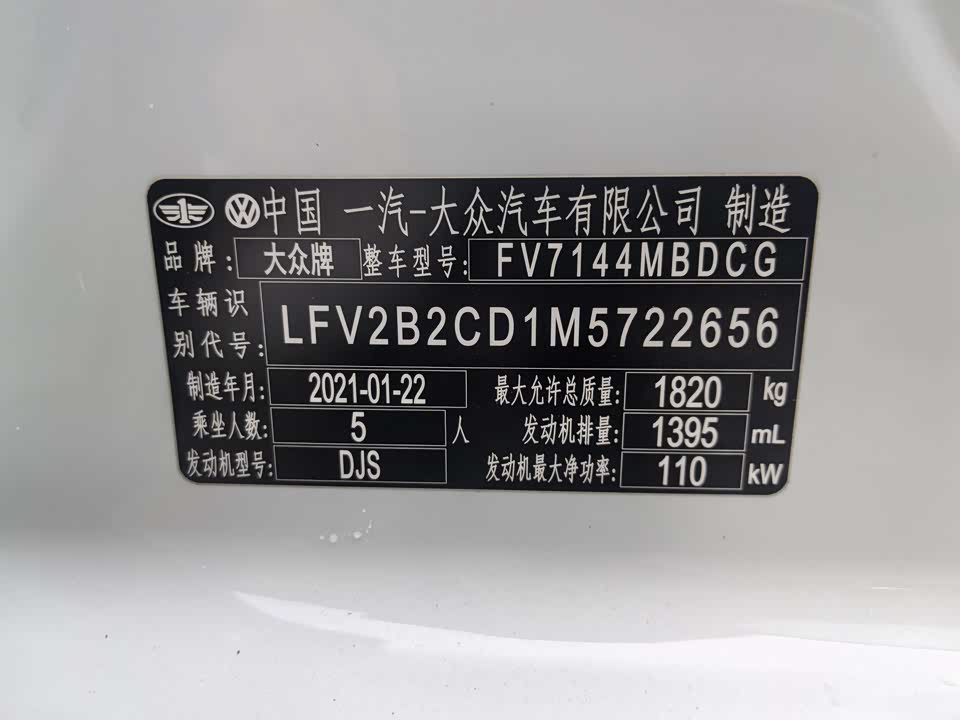 中国 一汽-大众汽车有限公司 制造
品牌: 大众牌 整车型号: FV7144MBDCG
车辆识别代号: LFV2B2CD1M5722656
制造年月: 2021-01-22 最大允许总质量: 1820 kg
乘坐人数: 5 人 发动机排量: 1395 mL
发动机型号: DJS 发动机最大净功率: 110 kW